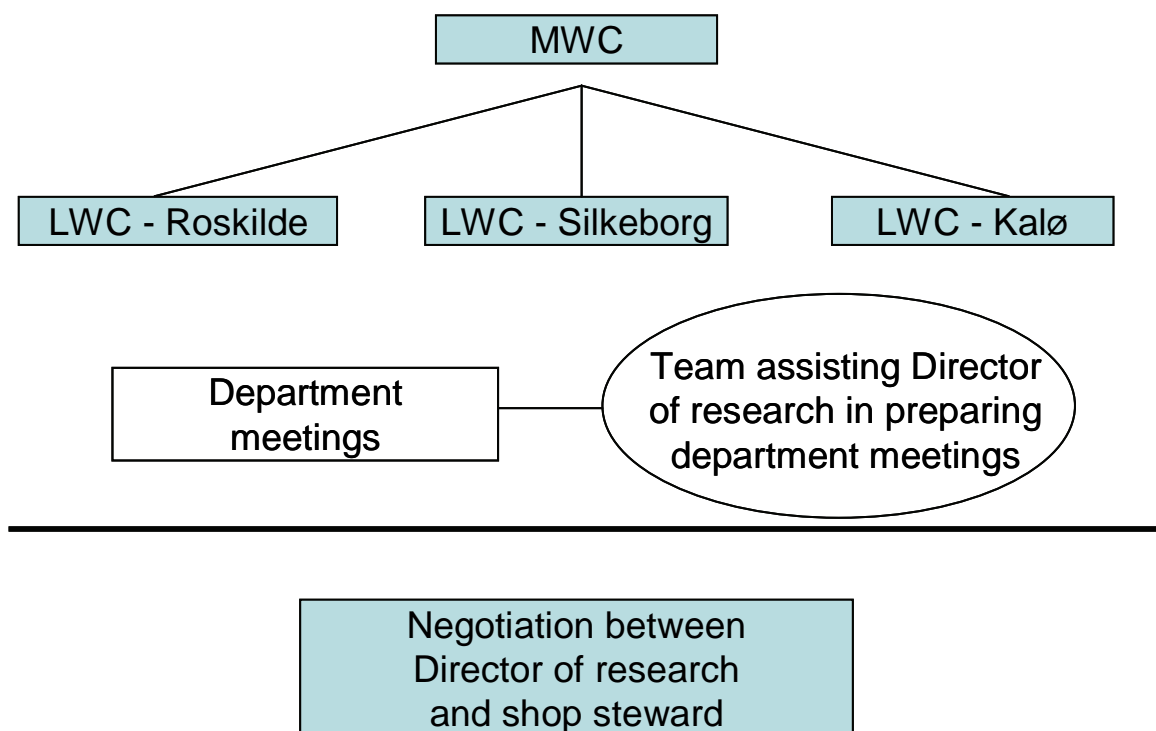 MWC
LWC - Roskilde
LWC - Silkeborg
LWC - Kalø
Department
meetings
Team assisting Director
of research in preparing
department meetings
Negotiation between
Director of research
and shop steward